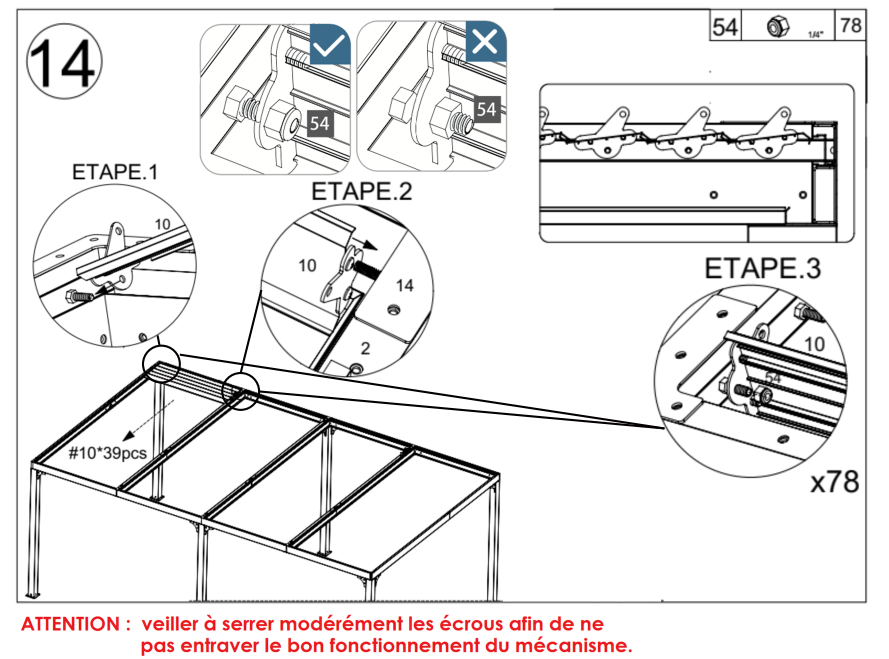 14
54
54
54 1/4" 78
ETAPE.1
10
ETAPE.2
10
14
2
ETAPE.3
10
54
x78
#10*39pcs
ATTENTION : veiller à serrer modérément les écrous afin de ne
pas entraver le bon fonctionnement du mécanisme.